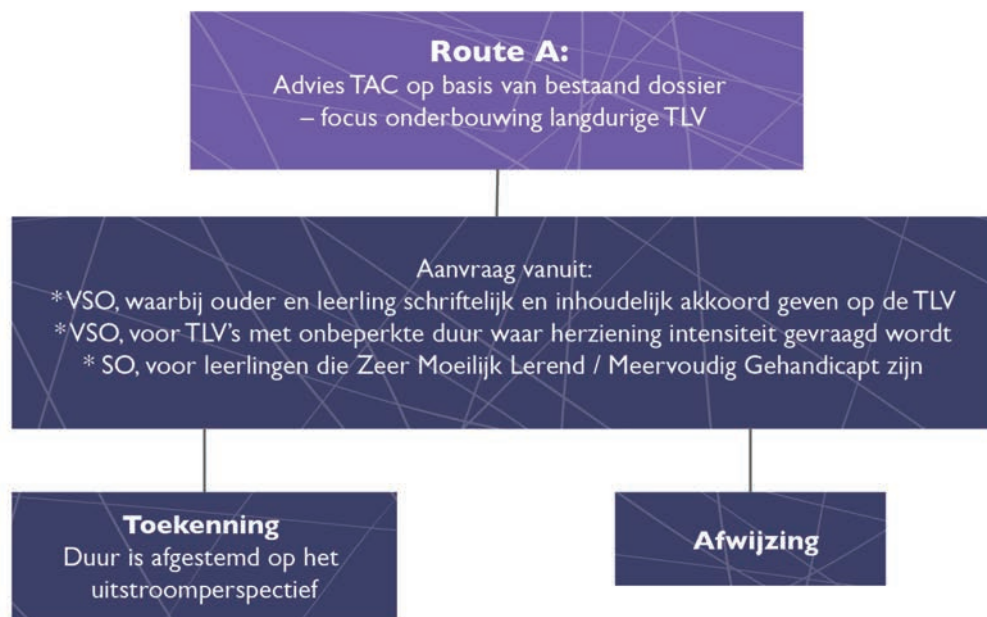 Route A:
Advies TAC op basis van bestaand dossier
– focus onderbouwing langdurige TLV
Aanvraag vanuit:
* VSO, waarbij ouder en leerling schriftelijk en inhoudelijk akkoord geven op de TLV
* VSO, voor TLV's met onbeperkte duur waar herziening intensiteit gevraagd wordt
* SO, voor leerlingen die Zeer Moeilijk Lerend / Meervoudig Gehandicapt zijn
Toekenning
Duur is afgestemd op het
uitstroomperspectief
Afwijzing